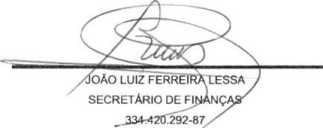 JOÃO LUIZ FERREIRA LESSA
SECRETÁRIO DE FINANÇAS
334.420.292-87